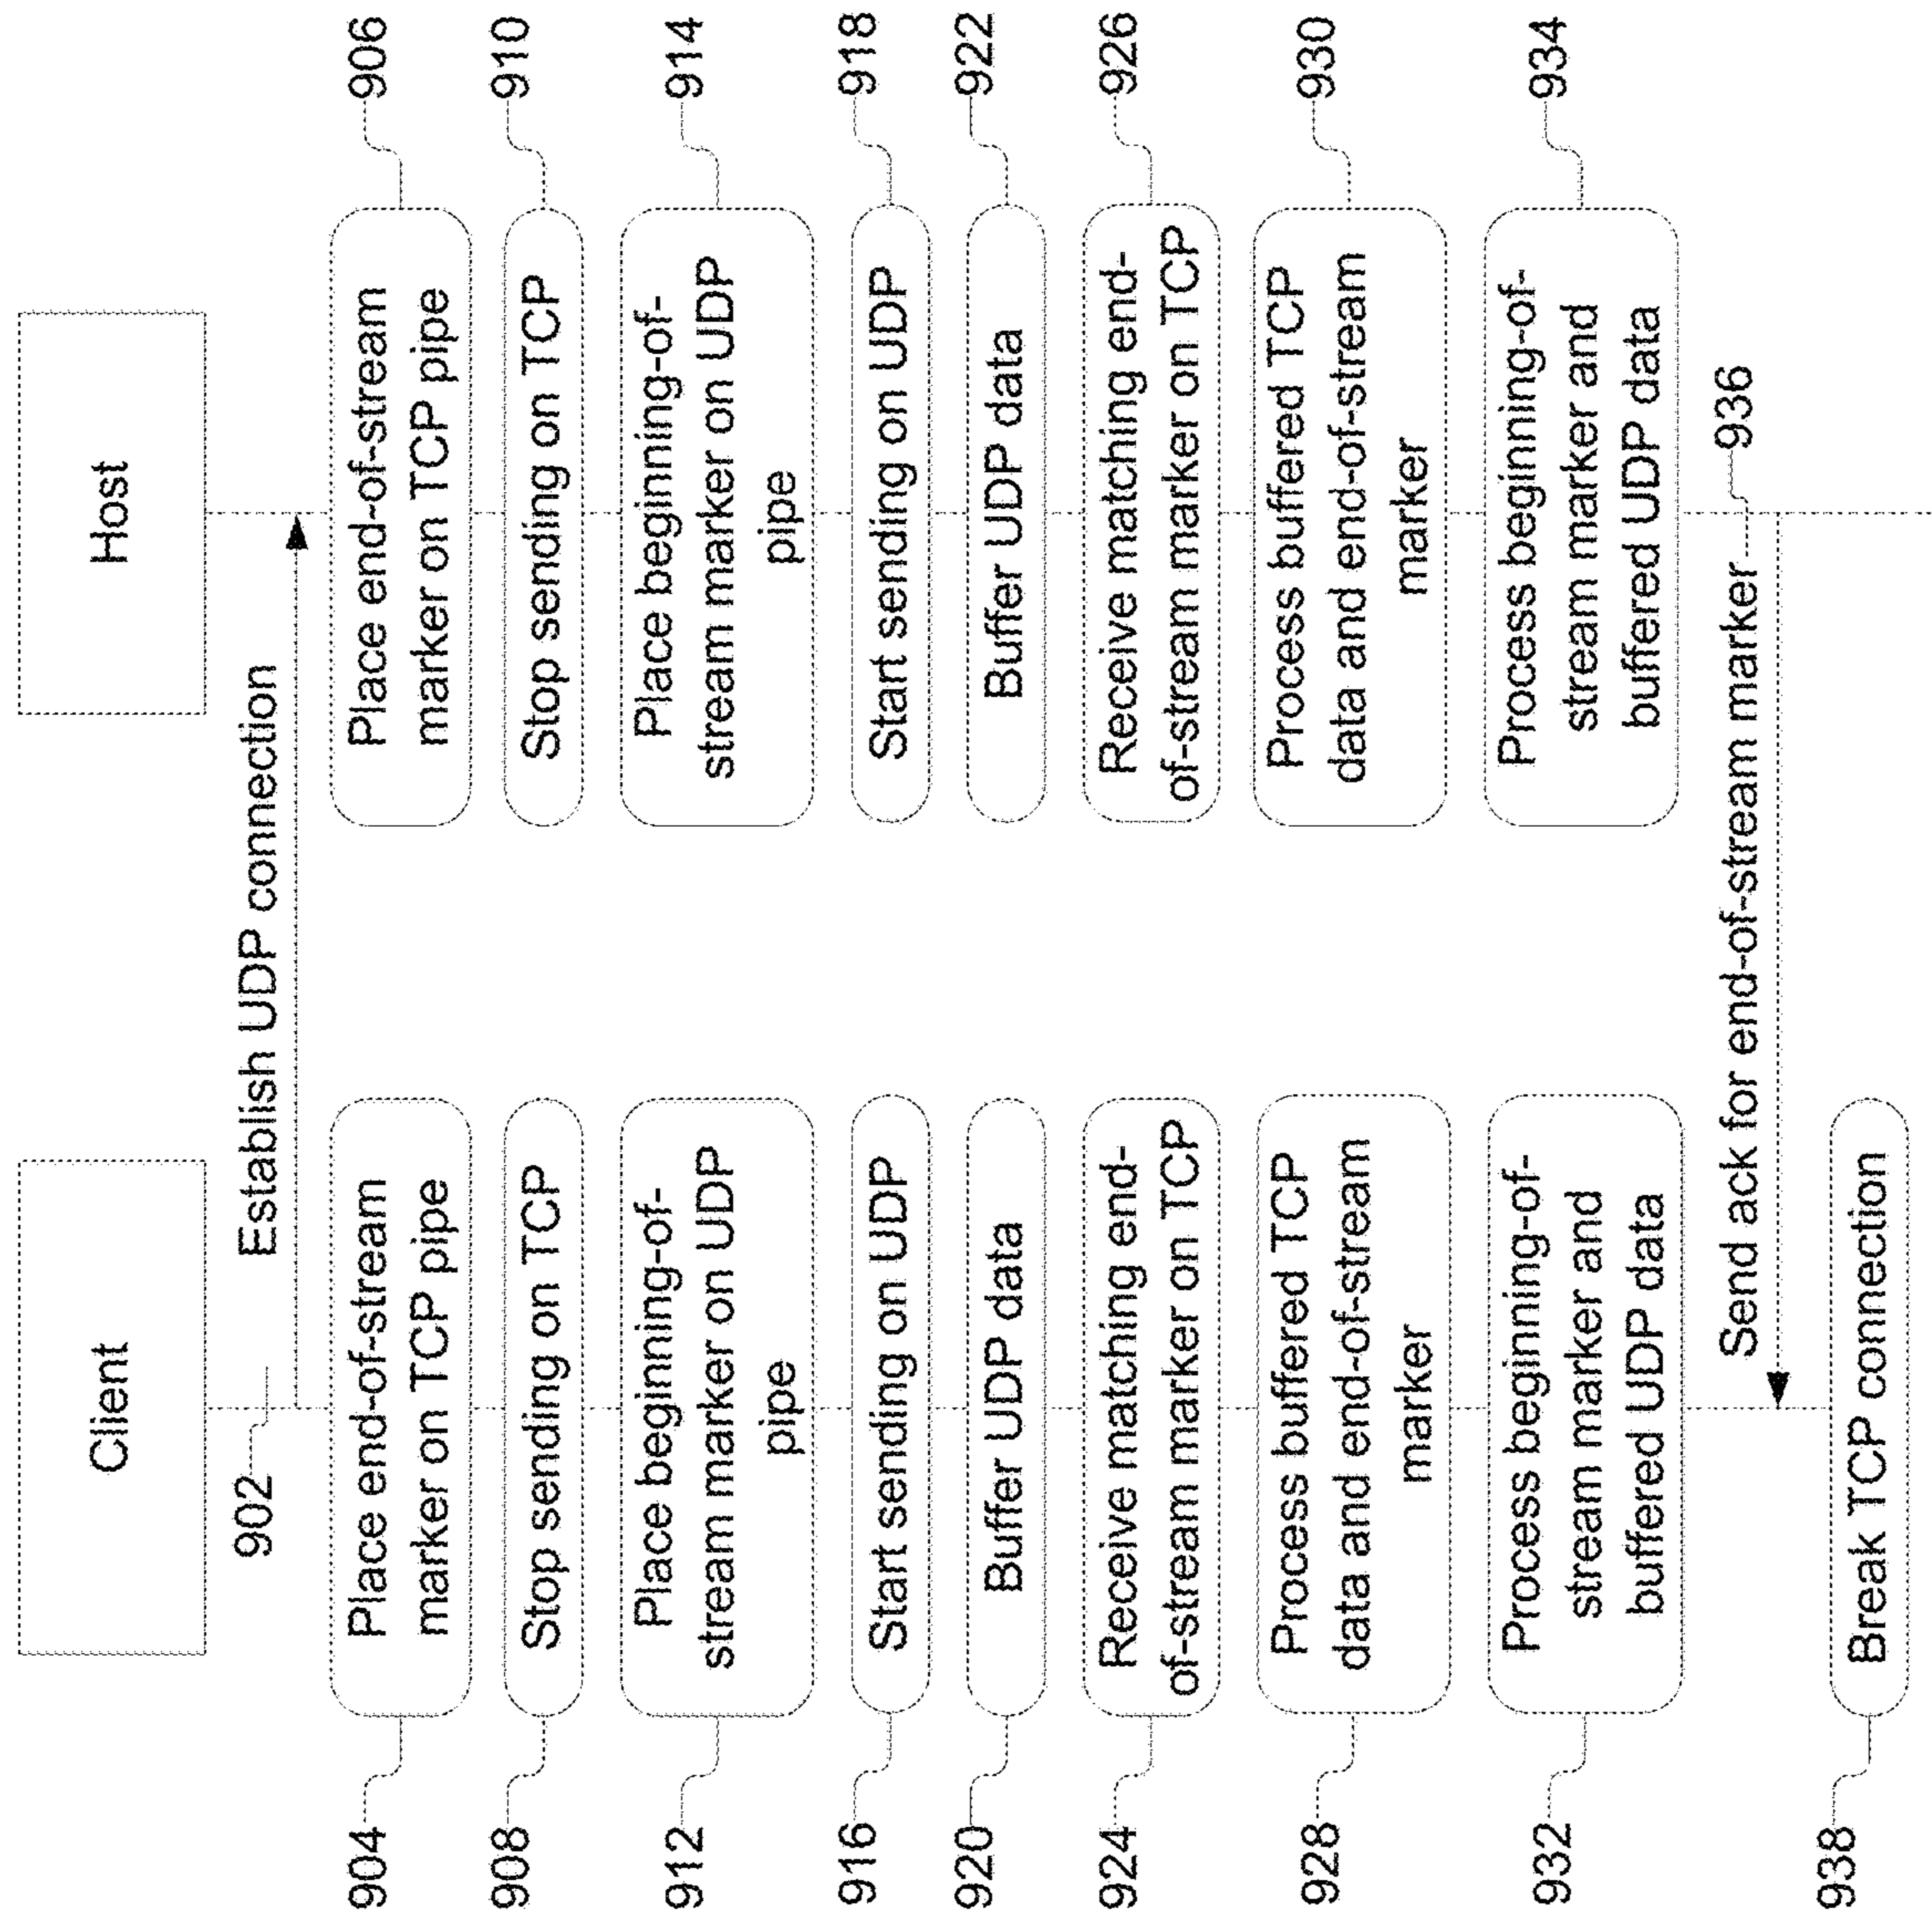 Client
Host
902
Establish UDP connection
904
Place end-of-stream
marker on TCP pipe
Place end-of-stream
marker on TCP pipe
906
908
Stop sending on TCP
Stop sending on TCP
910
912
Place beginning-of-
stream marker on UDP
pipe
Place beginning-of-
stream marker on UDP
pipe
914
916
Start sending on UDP
Start sending on UDP
918
920
Buffer UDP data
Buffer UDP data
922
924
Receive matching end-
of-stream marker on TCP
Receive matching end-
of-stream marker on TCP
926
928
Process buffered TCP
data and end-of-stream
marker
Process buffered TCP
data and end-of-stream
marker
930
932
Process beginning-of-
stream marker and
buffered UDP data
Process beginning-of-
stream marker and
buffered UDP data
934
Send ack for end-of-stream marker
936
938
Break TCP connection